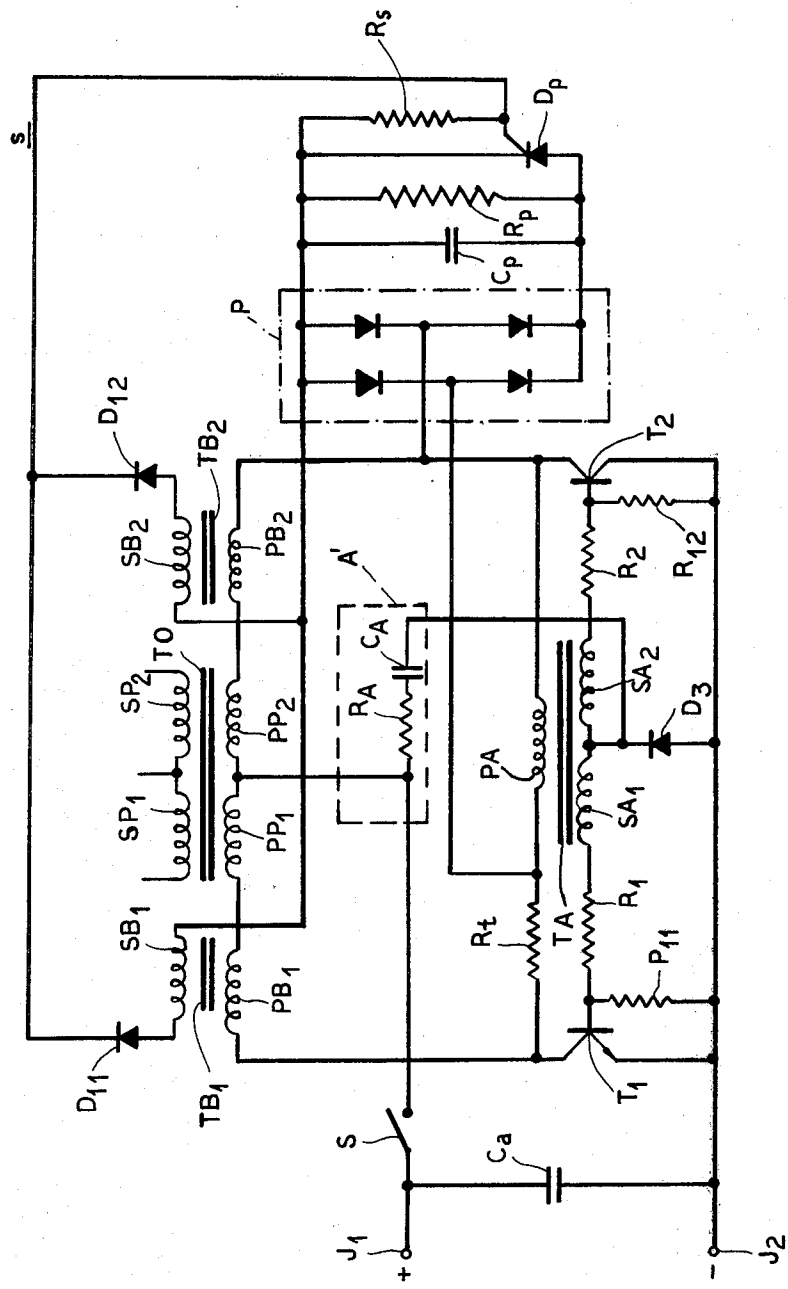 s
Rs
Dp
Rp
Cp
P
D12
TB2
SB2
PB2
A'
CA
RA
TO
SP2
SP1
PP2
PP1
SB1
PB1
D11
TB1
T2
R2
R12
SA2
D3
PA
SA1
TA
Rt
R1
P11
T1
S
Ca
J1
+
J2
-